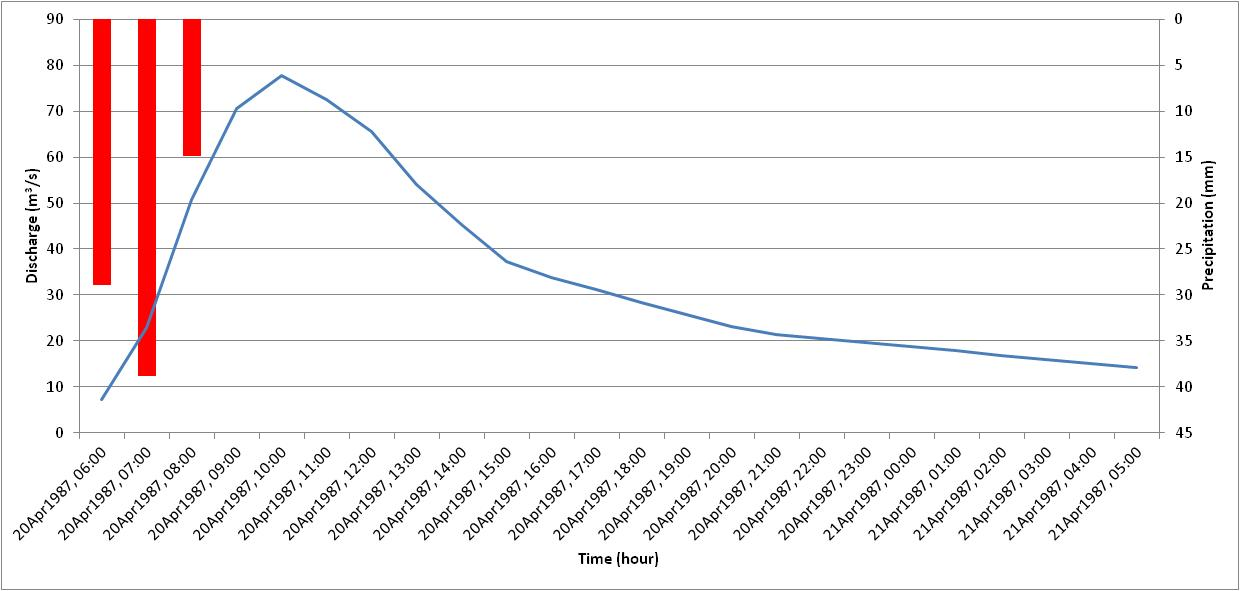 90
80
70
60
50
40
30
20
10
0
Discharge (m³/s)
0
5
10
15
20
25
30
35
40
45
Precipitation (mm)
20Apr1987, 06:00
20Apr1987, 07:00
20Apr1987, 08:00
20Apr1987, 09:00
20Apr1987, 10:00
20Apr1987, 11:00
20Apr1987, 12:00
20Apr1987, 13:00
20Apr1987, 14:00
20Apr1987, 15:00
20Apr1987, 16:00
20Apr1987, 17:00
20Apr1987, 18:00
20Apr1987, 19:00
20Apr1987, 20:00
20Apr1987, 21:00
20Apr1987, 22:00
20Apr1987, 23:00
21Apr1987, 00:00
21Apr1987, 01:00
21Apr1987, 02:00
21Apr1987, 03:00
21Apr1987, 04:00
21Apr1987, 05:00
Time (hour)